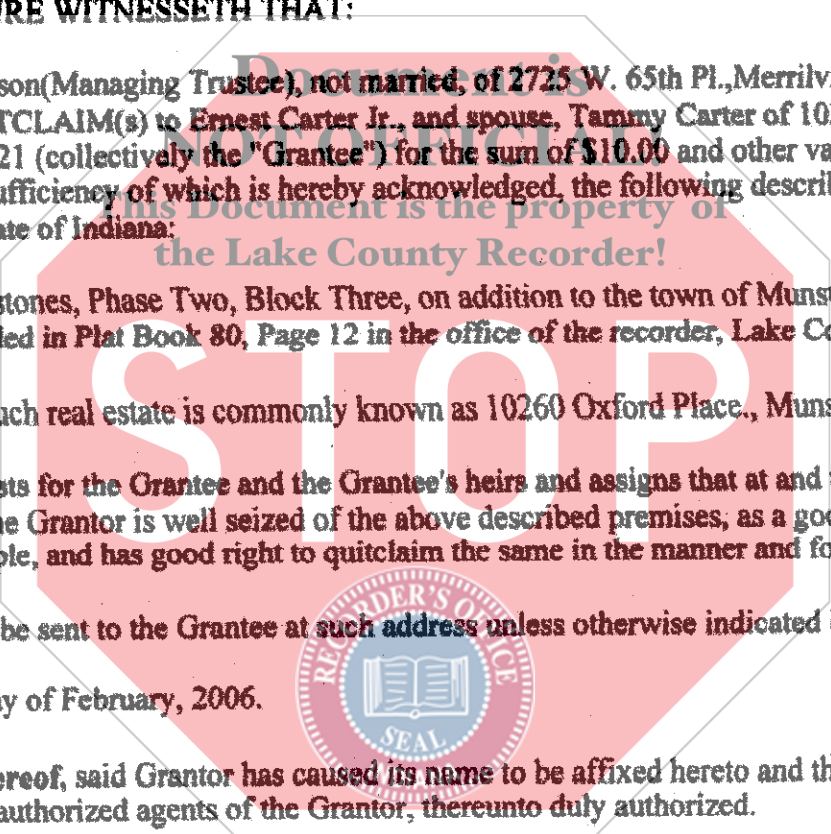 URE WITNESSETH THAT:
Document is
son(Managing Trustee), not married, of 2725 W. 65th Pl.,Merrilv
TCLAIM(s) to Ernest Carter Jr., and spouse, Tammy Carter of 10
NOT OFFICIAL!
21 (collectively the "Grantee") for the sum of $10.00 and other va
ufficiency of which is hereby acknowledged, the following descri
This Document is the property of
ate of Indiana:
the Lake County Recorder!
stones, Phase Two, Block Three, on addition to the town of Munst
led in Plat Book 80, Page 12 in the office of the recorder, Lake Co
STOP
uch real estate is commonly known as 10260 Oxford Place., Muns
sts for the Grantee and the Grantee's heirs and assigns that at and
he Grantor is well seized of the above described premises, as a goo
ple, and has good right to quitclaim the same in the manner and fo
RECORDER'S OFFICE
be sent to the Grantee at such address unless otherwise indicated
SEAL
ay of February, 2006.
ereof, said Grantor has caused its name to be affixed hereto and th
authorized agents of the Grantor, thereunto duly authorized.